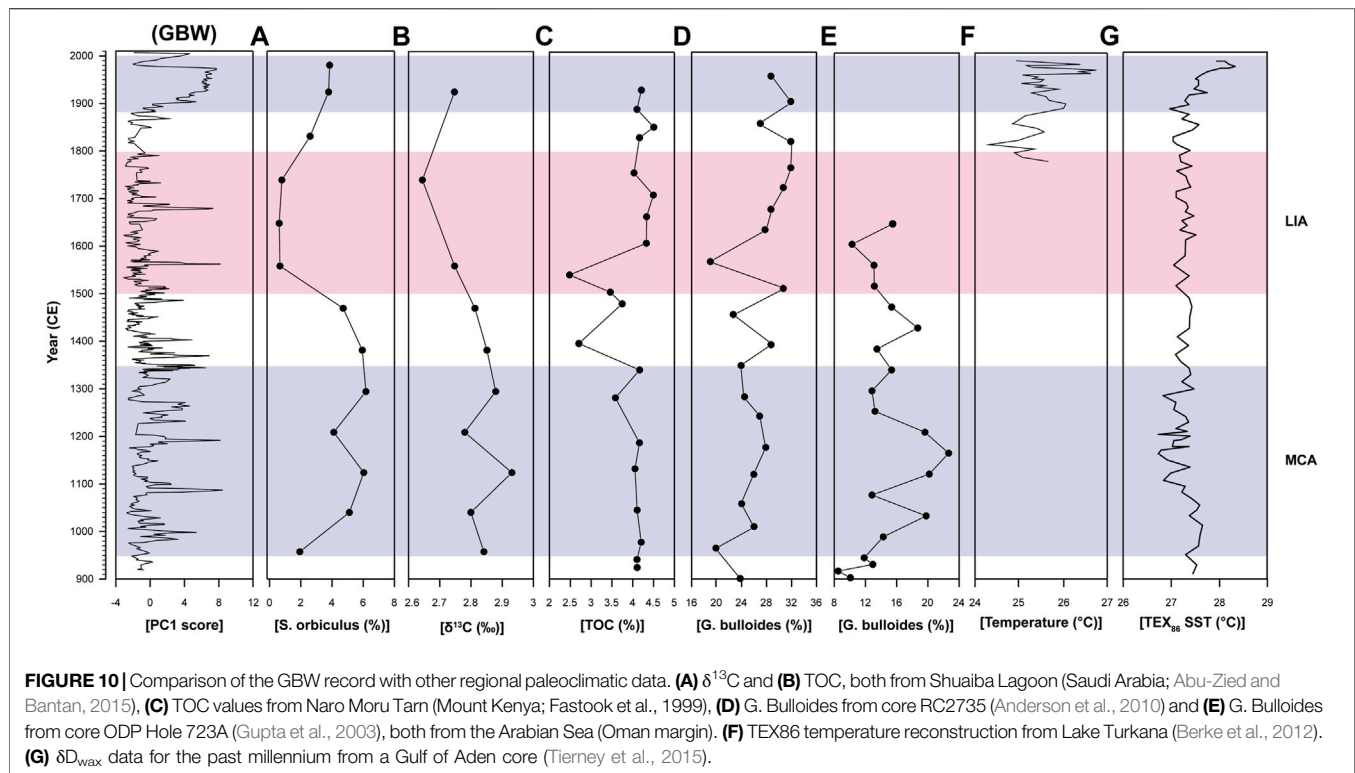 (GBW) A B C D E F G
2000
1900
1800
1700
1600
1500
1400
1300
1200
1100
1000
900
Year (CE)
LIA
MCA
-4 0 4 8 12 0 2 4 6 8 2.6 2.7 2.8 2.9 3 2 2.5 3 3.5 4 4.5 5 16 20 24 28 32 36 8 12 16 20 24 24 25 26 27 26 27 28 29
[PC1 score] [S. orbiculus (%)] [δ13C (‰)] [TOC (%)] [G. bulloides (%)] [G. bulloides (%)] [Temperature (°C)] [TEX86 SST (°C)]
FIGURE 10 | Comparison of the GBW record with other regional paleoclimatic data. (A) δ13C and (B) TOC, both from Shuaiba Lagoon (Saudi Arabia; Abu-Zied and
Bantan, 2015), (C) TOC values from Naro Moru Tarn (Mount Kenya; Fastook et al., 1999), (D) G. Bulloides from core RC2735 (Anderson et al., 2010) and (E) G. Bulloides
from core ODP Hole 723A (Gupta et al., 2003), both from the Arabian Sea (Oman margin). (F) TEX86 temperature reconstruction from Lake Turkana (Berke et al., 2012).
(G) δDwax data for the past millennium from a Gulf of Aden core (Tierney et al., 2015).